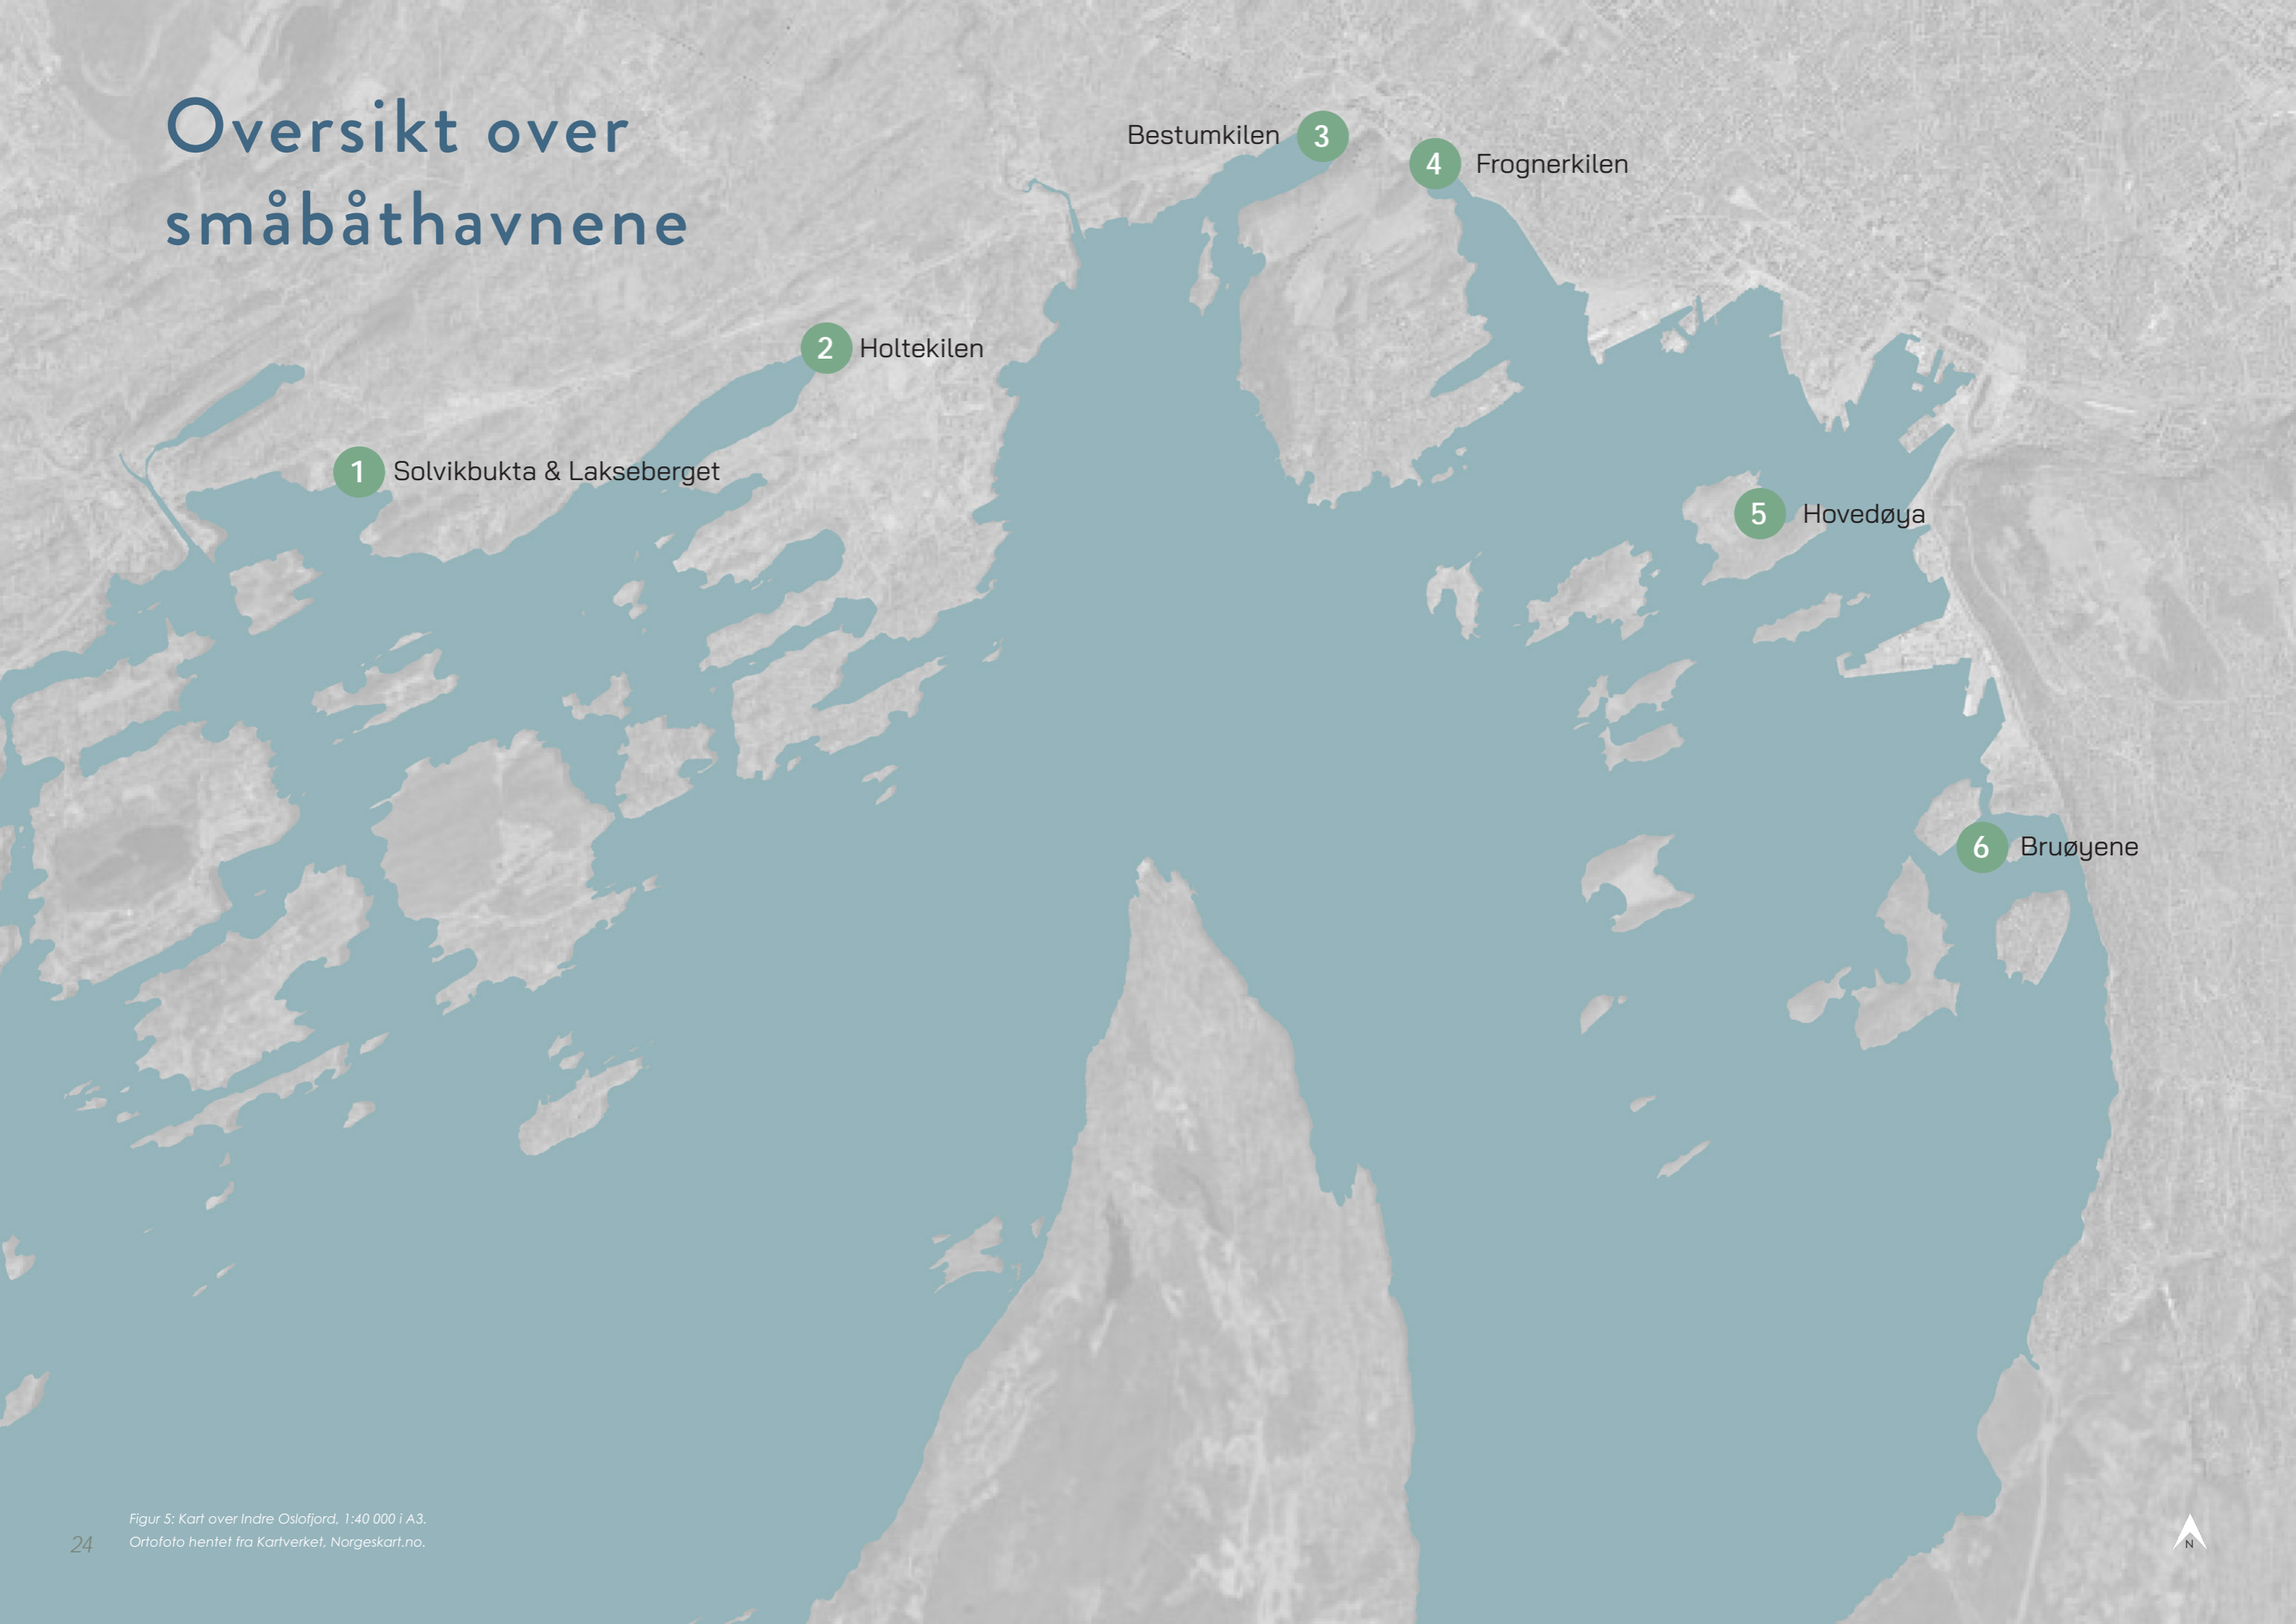 Oversikt over
småbåthavnene
Bestumkilen 3
4 Frognerkilen
2 Holtekilen
1 Solvikbukta & Lakseberget
5 Hovedøya
6 Bruøyene
Figur 5: Kart over Indre Oslofjord, 1:40 000 i A3.
Ortofoto hentet fra Kartverket, Norgeskart.no.
24
N